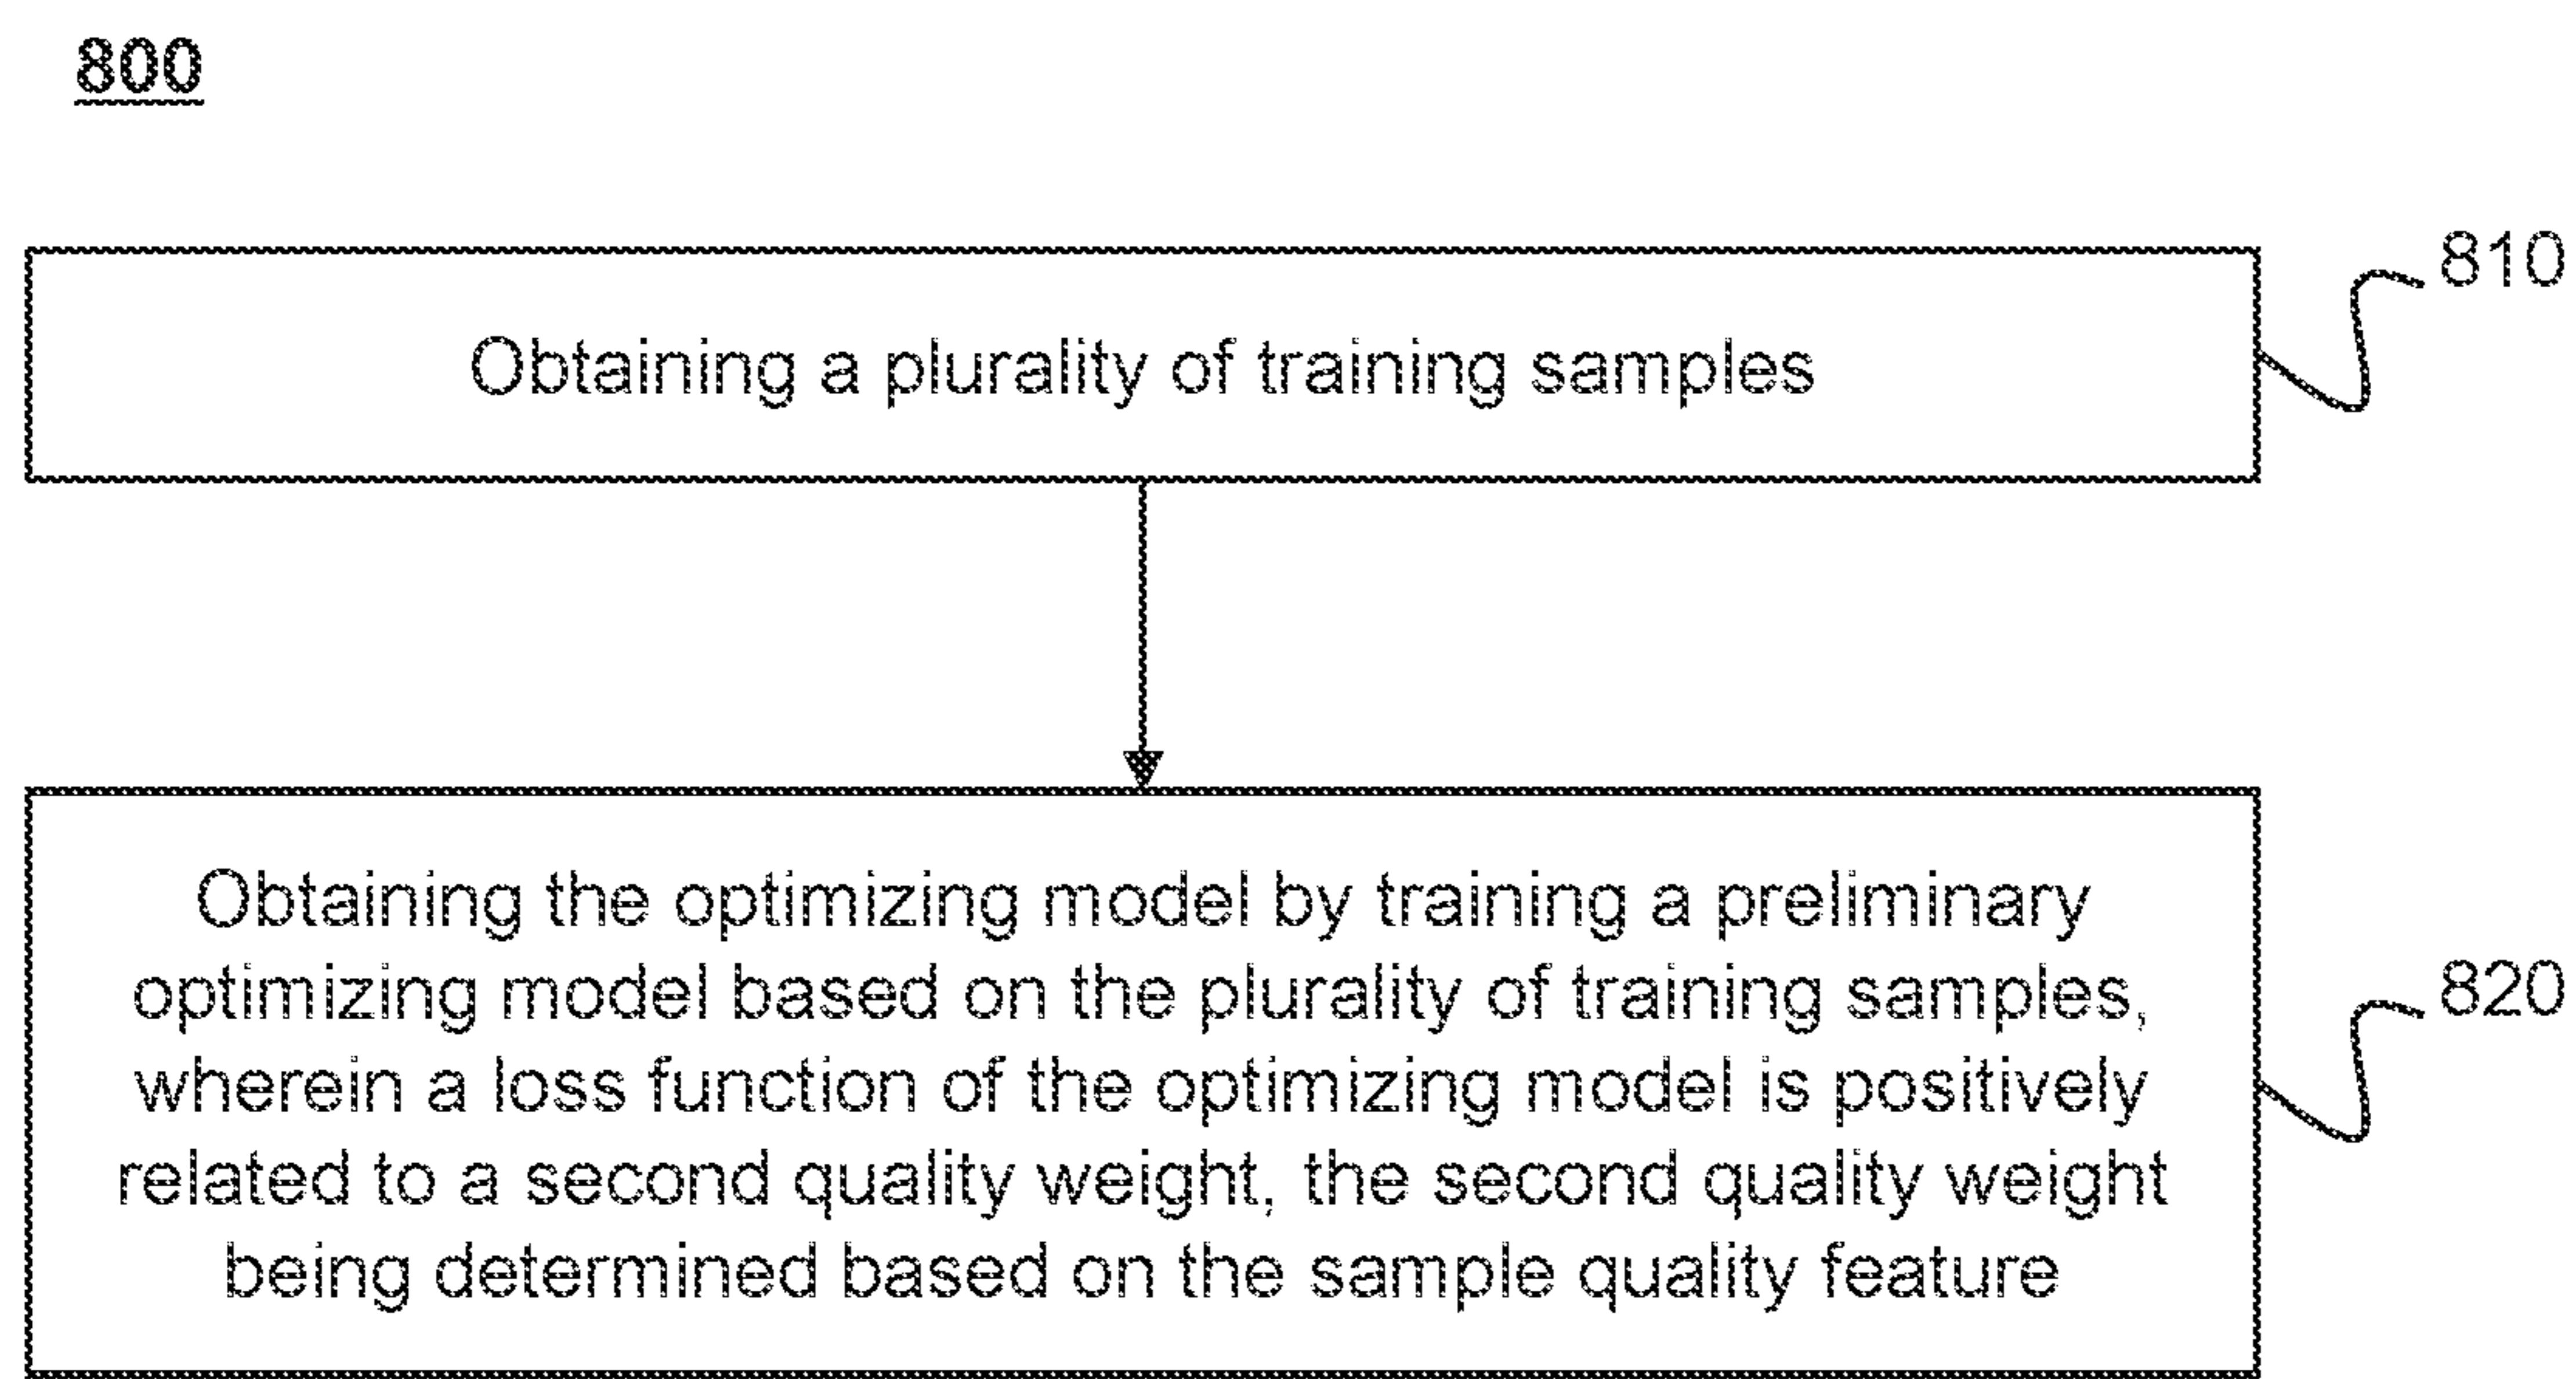 800
810
Obtaining a plurality of training samples
Obtaining the optimizing model by training a preliminary
optimizing model based on the plurality of training samples,
820
wherein a loss function of the optimizing model is positively
related to a second quality weight, the second quality weight
being determined based on the sample quality feature